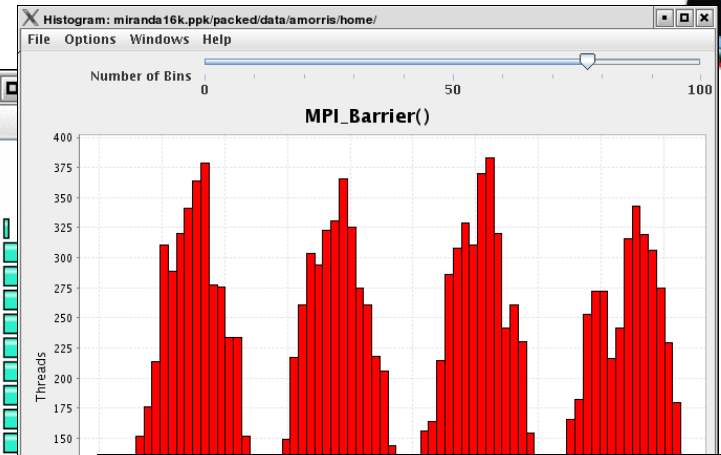 Histogram: miranda16k.ppk/packed/data/amorris/home/
File Options Windows Help
Number of Bins
0 50 100
MPI_Barrier()
400
375
350
325
300
275
250
225
200
175
150
Threads